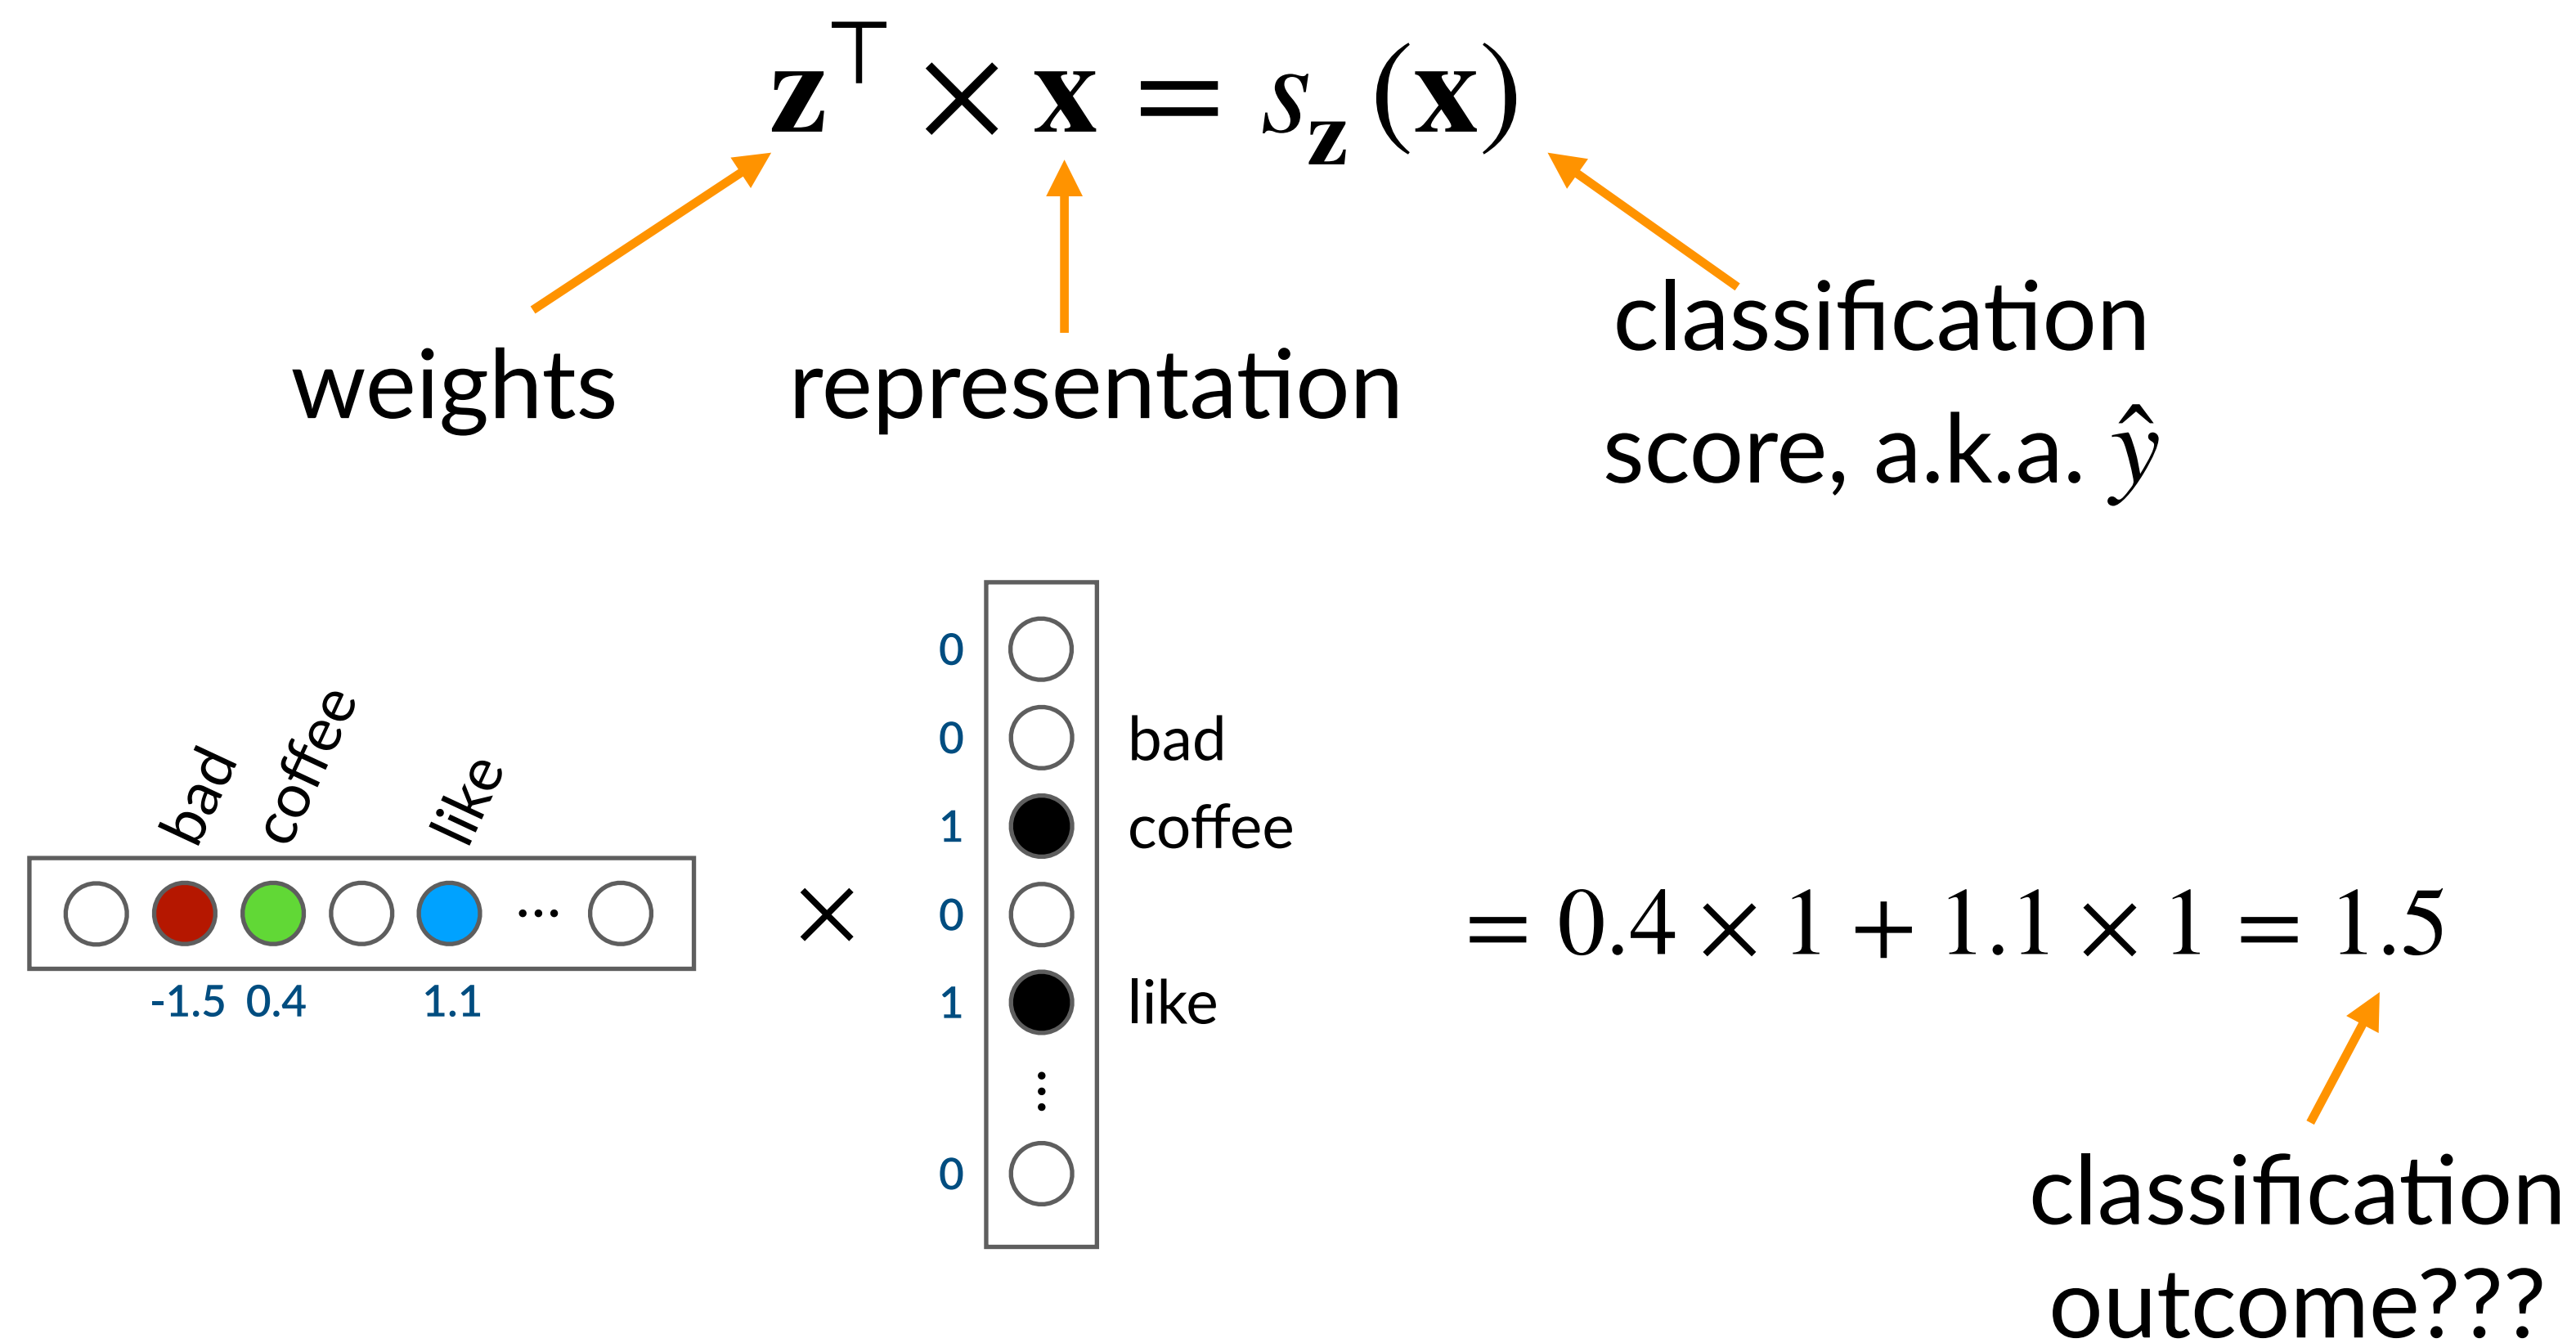 z⊤ × x = s_z (x)
weights
representation
classification
score, a.k.a. ŷ
bad
coffee
like
...
-1.5 0.4 1.1
×
0
0 bad
1 coffee
0
1 like
⋮
0
= 0.4 × 1 + 1.1 × 1 = 1.5
classification
outcome???